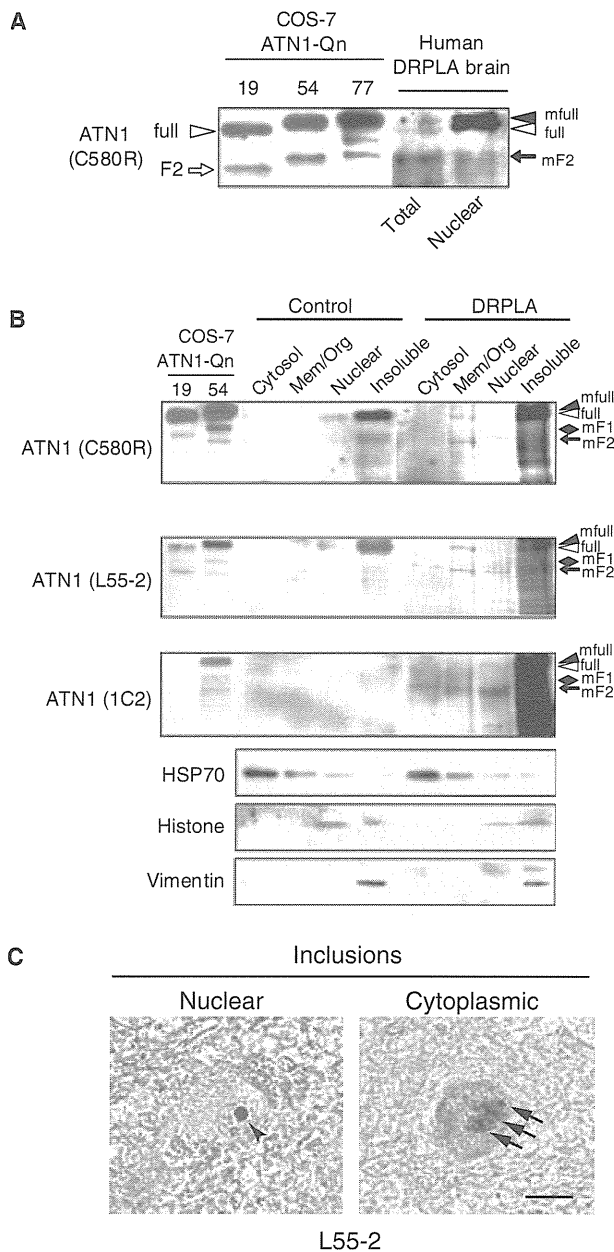 A
COS-7
ATN1-Qn
Human
DRPLA brain
19 54 77
ATN1
(C580R)
full
F2
mfull
full
mF2
Total
Nuclear
B
Control
DRPLA
COS-7
ATN1-Qn
19 54
Cytosol
Mem/Org
Nuclear
Insoluble
Cytosol
Mem/Org
Nuclear
Insoluble
ATN1 (C580R)
mfull
full
mF1
mF2
ATN1 (L55-2)
mfull
full
mF1
mF2
ATN1 (1C2)
mfull
full
mF1
mF2
HSP70
Histone
Vimentin
C
Inclusions
Nuclear
Cytoplasmic
L55-2